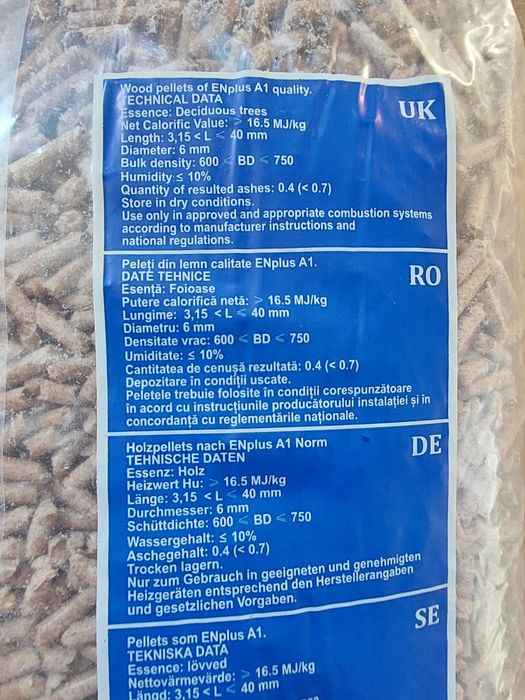 Wood pellets of ENplus A1 quality.
TECHNICAL DATA
UK
Essence: Deciduous trees
Net Calorific Value: > 16.5 MJ/kg
Length: 3,15 < L < 40 mm
Diameter: 6 mm
Bulk density: 600 < BD < 750
Humidity:≤ 10%
Quantity of resulted ashes: 0.4 (< 0.7)
Store in dry conditions.
Use only in approved and appropriate combustion systems
according to manufacturer instructions and
national regulations.
Peleți din lemn calitate ENplus A1.
DATE TEHNICE
RO
Esență: Foioase
Putere calorifică netă: > 16.5 MJ/kg
Lungime: 3,15 < L < 40 mm
Diametru: 6 mm
Densitate vrac: 600 < BD < 750
Umiditate: ≤ 10%
Cantitatea de cenușă rezultată: 0.4 (< 0.7)
Depozitare în condiții uscate.
Peletele trebuie folosite în condiții corespunzătoare
în acord cu instrucțiunile producătorului instalației și în
concordanță cu reglementările naționale.
Holzpellets nach ENplus A1 Norm
DE
TEHNISCHE DATEN
Essenz: Holz
Heizwert Hu: > 16.5 MJ/kg
Länge: 3,15 < L < 40 mm
Durchmesser: 6 mm
Schüttdichte: 600 < BD < 750
Wassergehalt: ≤ 10%
Aschegehalt: 0.4 (< 0.7)
Trocken lagern.
Nur zum Gebrauch in geeigneten und genehmigten
Heizgeräten entsprechend den Herstellerangaben
und gesetzlichen Vorgaben.
SE
Pellets som ENplus A1.
TEKNISKA DATA
Essence: lövved
Nettovärmevärde: > 16.5 MJ/kg
Längd: 3,15 < L < 40 mm